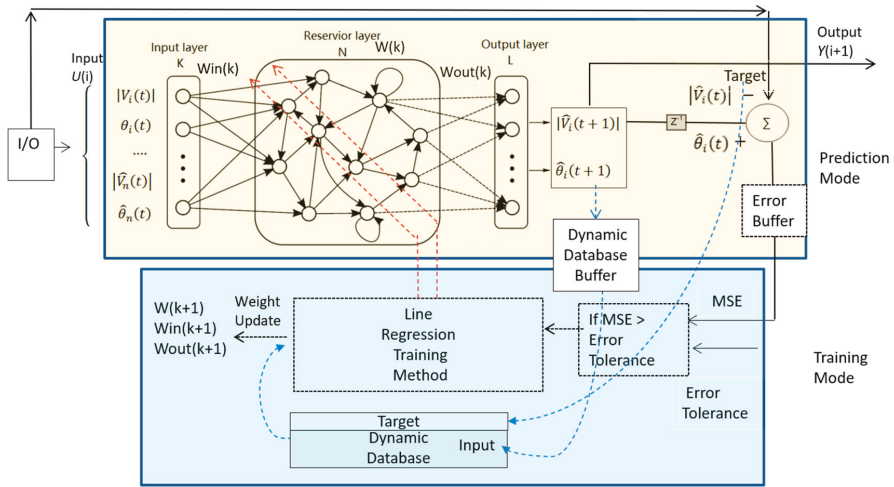 Input
U(i)
I/O
|Vi(t)|
θi(t)
....
|V̂n(t)|
θ̂n(t)
Input layer
K
Win(k)
Reservior layer
N
W(k)
Wout(k)
Output layer
L
|V̂i(t+1)|
θ̂i(t+1)
Z⁻¹
Output
Y(i+1)
Target
|V̂i(t)|
−
θ̂i(t)
+
Σ
Error
Buffer
Prediction
Mode
Dynamic
Database
Buffer
W(k+1)
Win(k+1)
Wout(k+1)
Weight
Update
Line
Regression
Training
Method
If MSE >
Error
Tolerance
MSE
Error
Tolerance
Training
Mode
Target
Dynamic
Database
Input